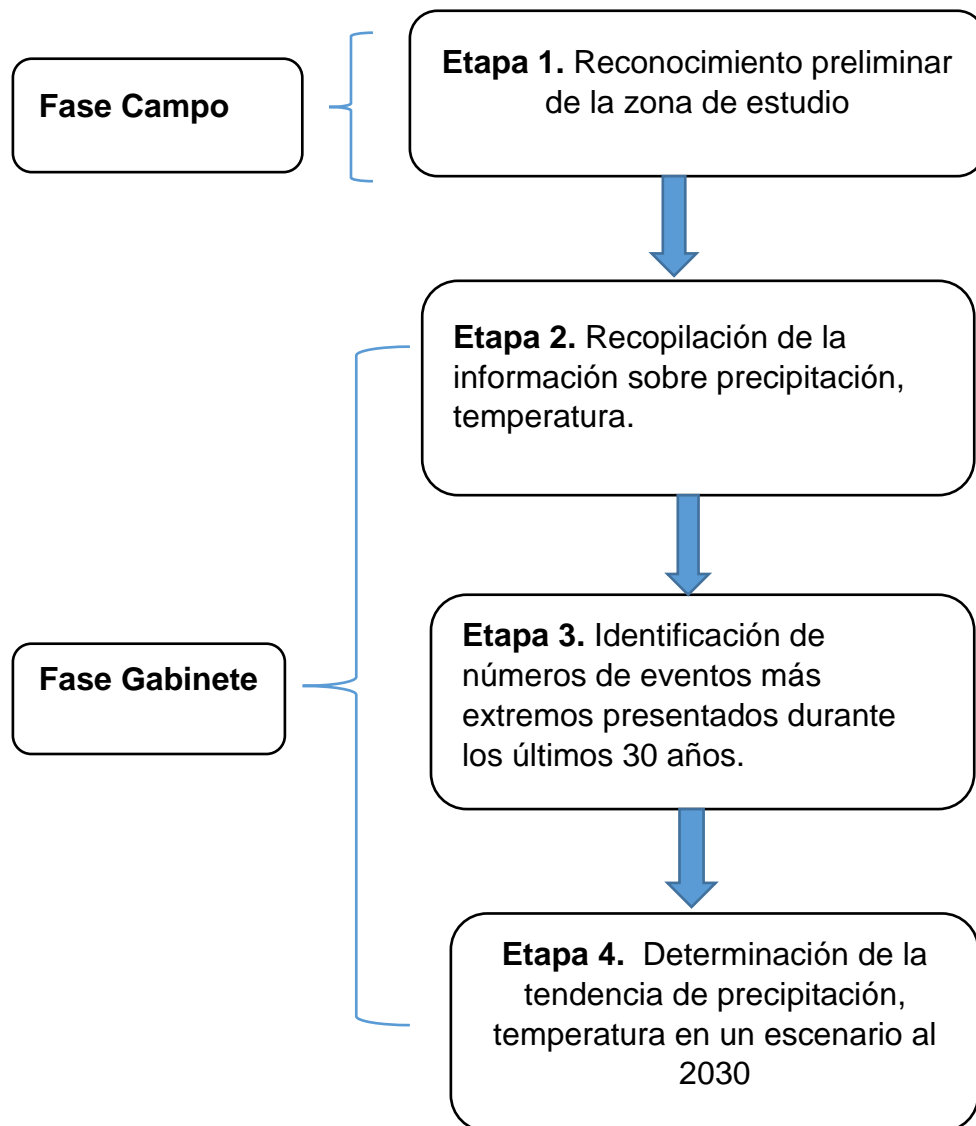 Fase Campo
Etapa 1. Reconocimiento preliminar
de la zona de estudio
Etapa 2. Recopilación de la
información sobre precipitación,
temperatura.
Fase Gabinete
Etapa 3. Identificación de
números de eventos más
extremos presentados durante
los últimos 30 años.
Etapa 4. Determinación de la
tendencia de precipitación,
temperatura en un escenario al
2030